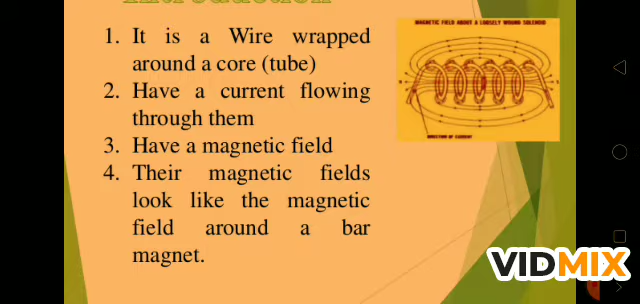 Introduction
1. It is a Wire wrapped
around a core (tube)
2. Have a current flowing
through them
3. Have a magnetic field
4. Their magnetic fields
look like the magnetic
field around a bar
magnet.
MAGNETIC FIELD ABOUT A LOOSELY WOUND SOLENOID
DIRECTION OF CURRENT
VIDMIX